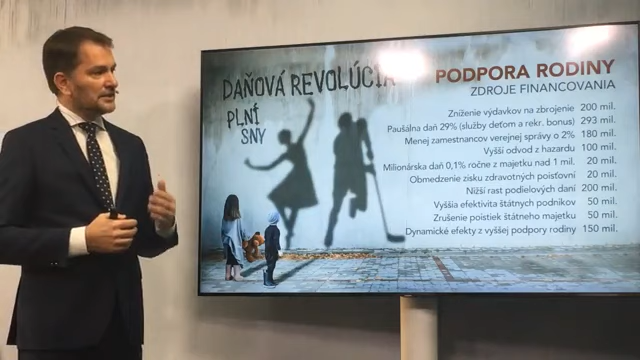 DAŇOVÁ REVOLÚCIA
PLNÍ
SNY
PODPORA RODINY
ZDROJE FINANCOVANIA
Zníženie výdavkov na zbrojenie 200 mil.
Paušálna daň 29% (služby deťom a rekr. bonus) 293 mil.
Menej zamestnancov verejnej správy o 2% 180 mil.
Vyšší odvod z hazardu 100 mil.
Milionárska daň 0,1% ročne z majetku nad 1 mil. 20 mil.
Obmedzenie zisku zdravotných poisťovní 20 mil.
Nižší rast podielových daní 200 mil.
Vyššia efektivita štátnych podnikov 50 mil.
Zrušenie poistiek štátneho majetku 50 mil.
Dynamické efekty z vyššej podpory rodiny 150 mil.